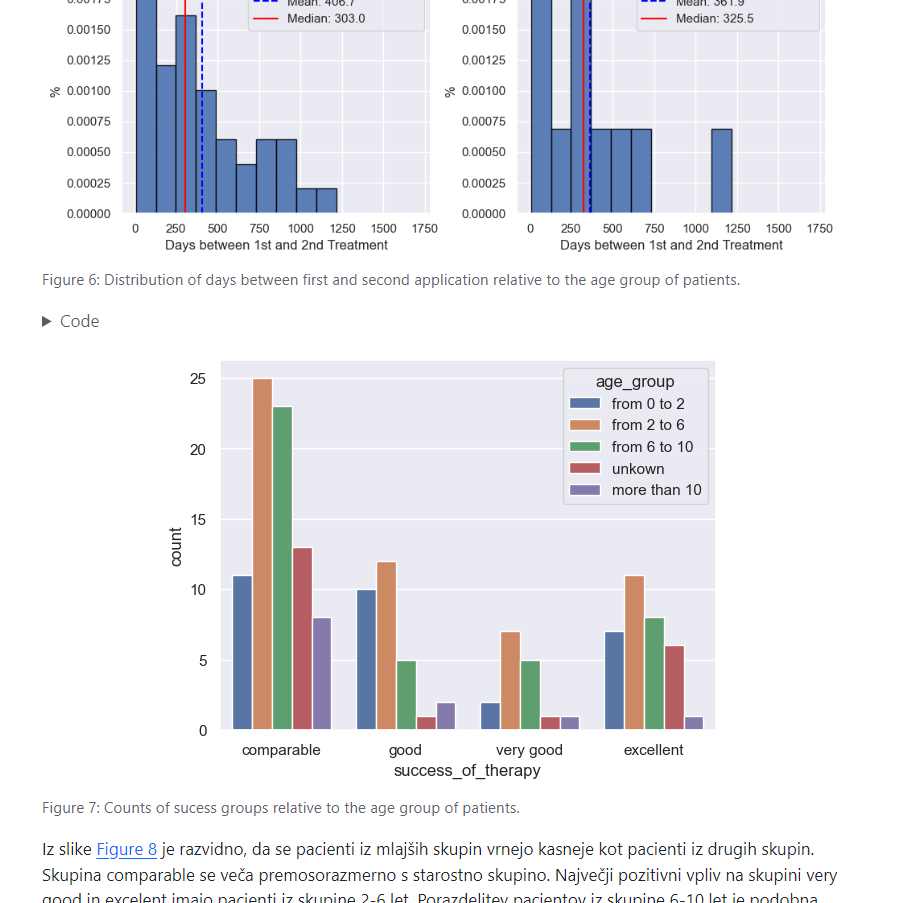 0.00175
Mean: 406.7
Median: 303.0
0.00150
0.00125
0.00100
0.00075
0.00050
0.00025
0.00000
%
0 250 500 750 1000 1250 1500 1750
Days between 1st and 2nd Treatment
0.00175
Mean: 361.9
Median: 325.5
0.00150
0.00125
0.00100
0.00075
0.00050
0.00025
0.00000
%
0 250 500 750 1000 1250 1500 1750
Days between 1st and 2nd Treatment
Figure 6: Distribution of days between first and second application relative to the age group of patients.
Code
25
20
15
10
5
0
count
age_group
from 0 to 2
from 2 to 6
from 6 to 10
unkown
more than 10
comparable good very good excellent
success_of_therapy
Figure 7: Counts of sucess groups relative to the age group of patients.
Iz slike Figure 8 je razvidno, da se pacienti iz mlajših skupin vrnejo kasneje kot pacienti iz drugih skupin.
Skupina comparable se veča premosorazmerno s starostno skupino. Največji pozitivni vpliv na skupini very
good in excelent imajo pacienti iz skupine 2-6 let. Porazdelitev pacientov iz skupine 6-10 let je podobna